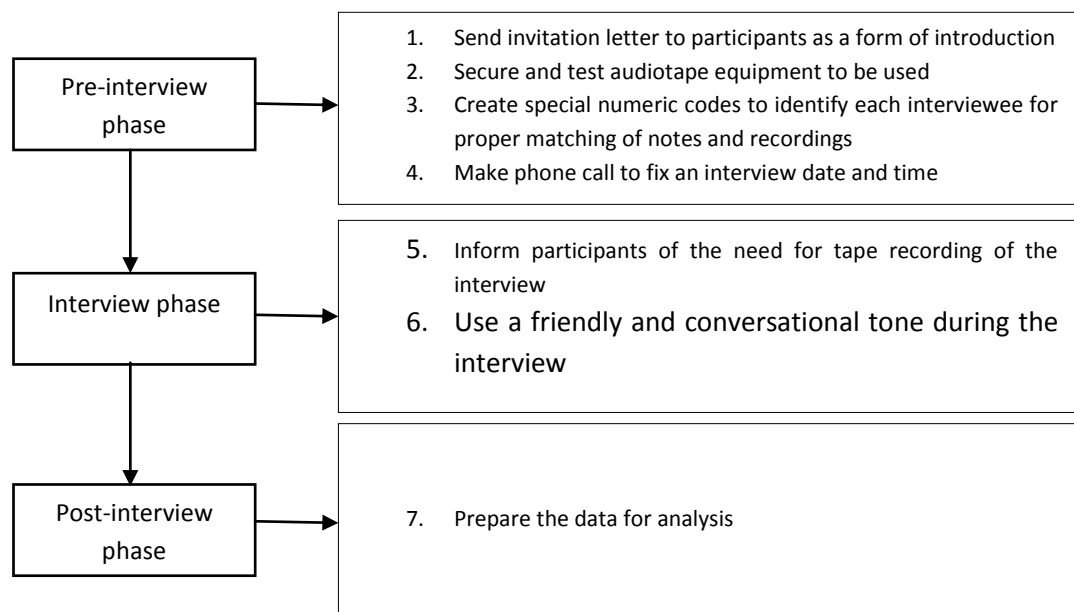 Pre-interview
phase
1. Send invitation letter to participants as a form of introduction
2. Secure and test audiotape equipment to be used
3. Create special numeric codes to identify each interviewee for
proper matching of notes and recordings
4. Make phone call to fix an interview date and time
Interview phase
5. Inform participants of the need for tape recording of the
interview
6. Use a friendly and conversational tone during the
interview
Post-interview
phase
7. Prepare the data for analysis